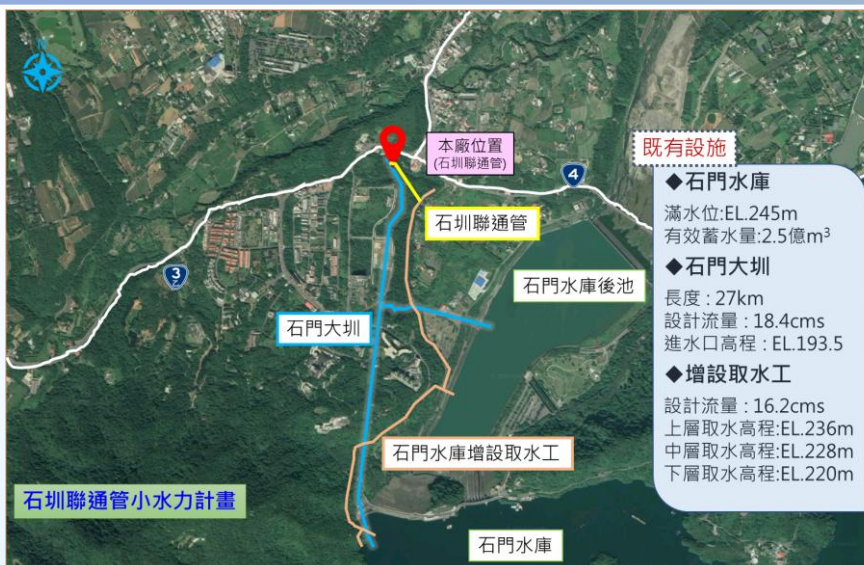 N
本廠位置
(石圳聯通管)
石圳聯通管
4
3
乙
石門大圳
石門水庫後池
石門水庫增設取水工
石圳聯通管小水力計畫
石門水庫
既有設施
◆石門水庫
滿水位:EL.245m
有效蓄水量:2.5億m³
◆石門大圳
長度：27km
設計流量：18.4cms
進水口高程：EL.193.5
◆增設取水工
設計流量：16.2cms
上層取水高程:EL.236m
中層取水高程:EL.228m
下層取水高程:EL.220m